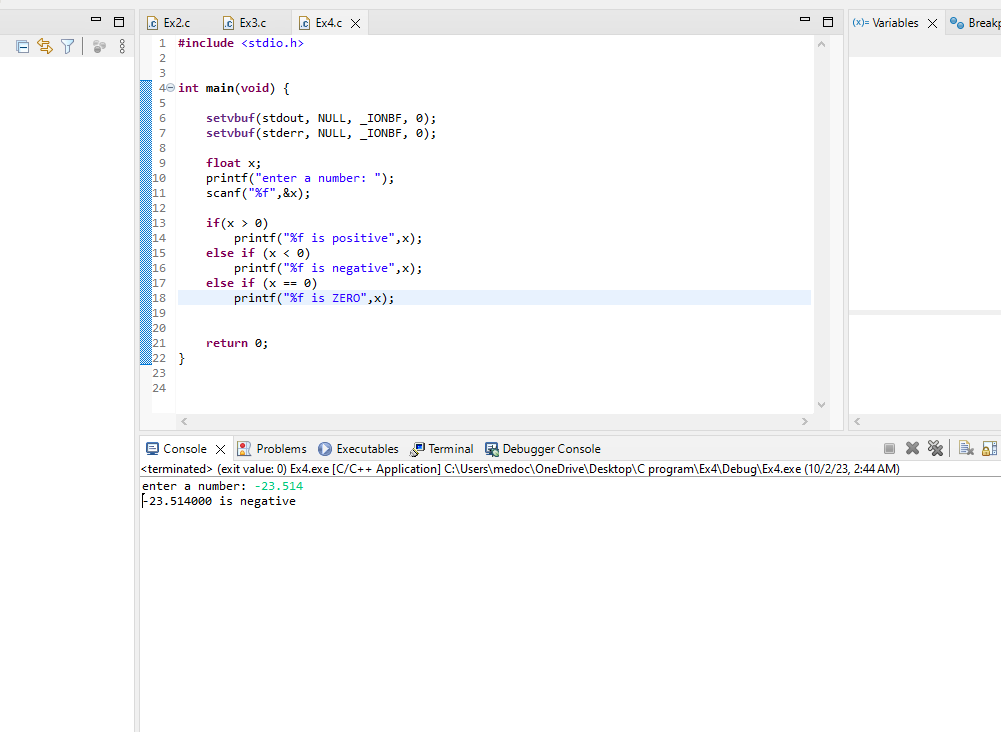 Ex2.c Ex3.c Ex4.c
(x)= Variables Breakp
1 #include <stdio.h>
2
3
4 int main(void) {
5
6 setvbuf(stdout, NULL, _IONBF, 0);
7 setvbuf(stderr, NULL, _IONBF, 0);
8
9 float x;
10 printf("enter a number: ");
11 scanf("%f",&x);
12
13 if(x > 0)
14 printf("%f is positive",x);
15 else if (x < 0)
16 printf("%f is negative",x);
17 else if (x == 0)
18 printf("%f is ZERO",x);
19
20
21 return 0;
22 }
23
24
Console Problems Executables Terminal Debugger Console
<terminated> (exit value: 0) Ex4.exe [C/C++ Application] C:\Users\medoc\OneDrive\Desktop\C program\Ex4\Debug\Ex4.exe (10/2/23, 2:44 AM)
enter a number: -23.514
-23.514000 is negative